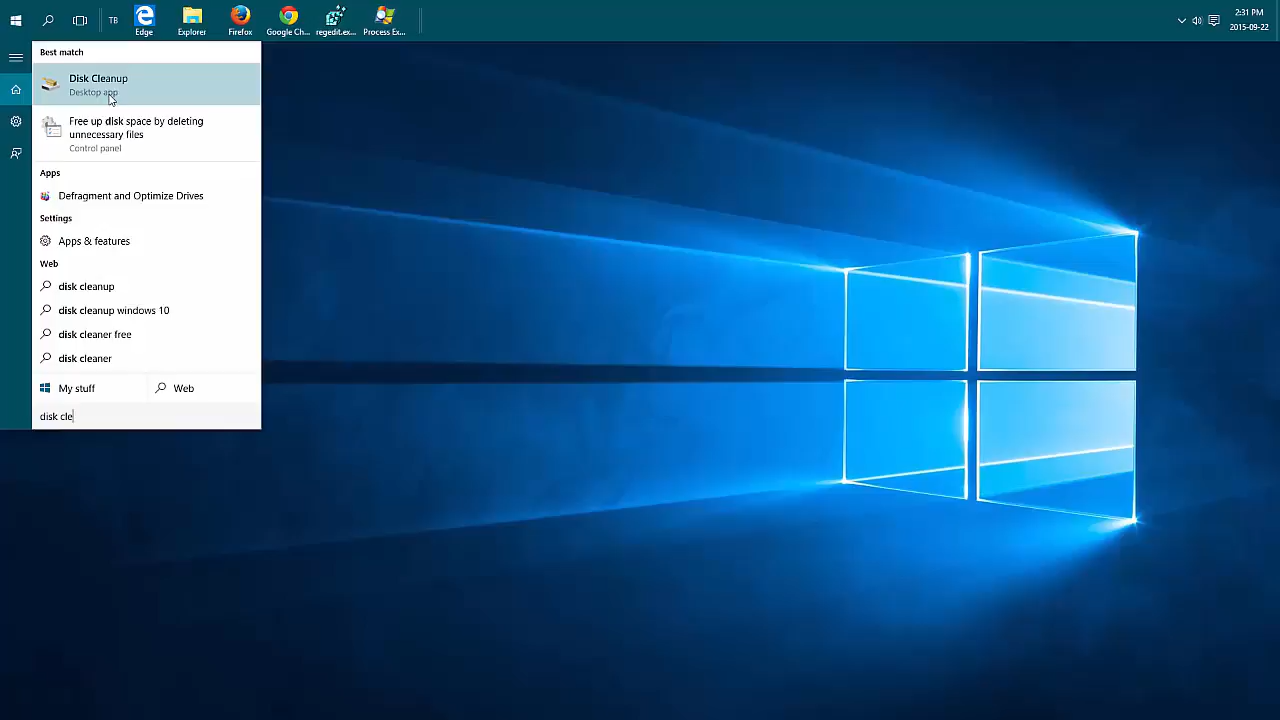 TB
Edge
Explorer
Firefox
Google Ch...
regedit.ex...
Process Ex...
2:31 PM
2015-09-22
Best match
Disk Cleanup
Desktop app
Free up disk space by deleting
unnecessary files
Control panel
Apps
Defragment and Optimize Drives
Settings
Apps & features
Web
disk cleanup
disk cleanup windows 10
disk cleaner free
disk cleaner
My stuff
Web
disk cle